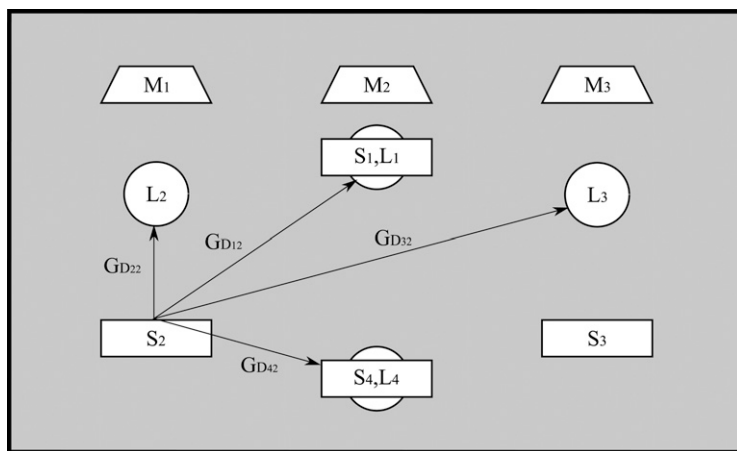 M1 M2 M3
S1,L1
L2 L3
GD12 GD32
GD22
S2 S3
GD42
S4,L4